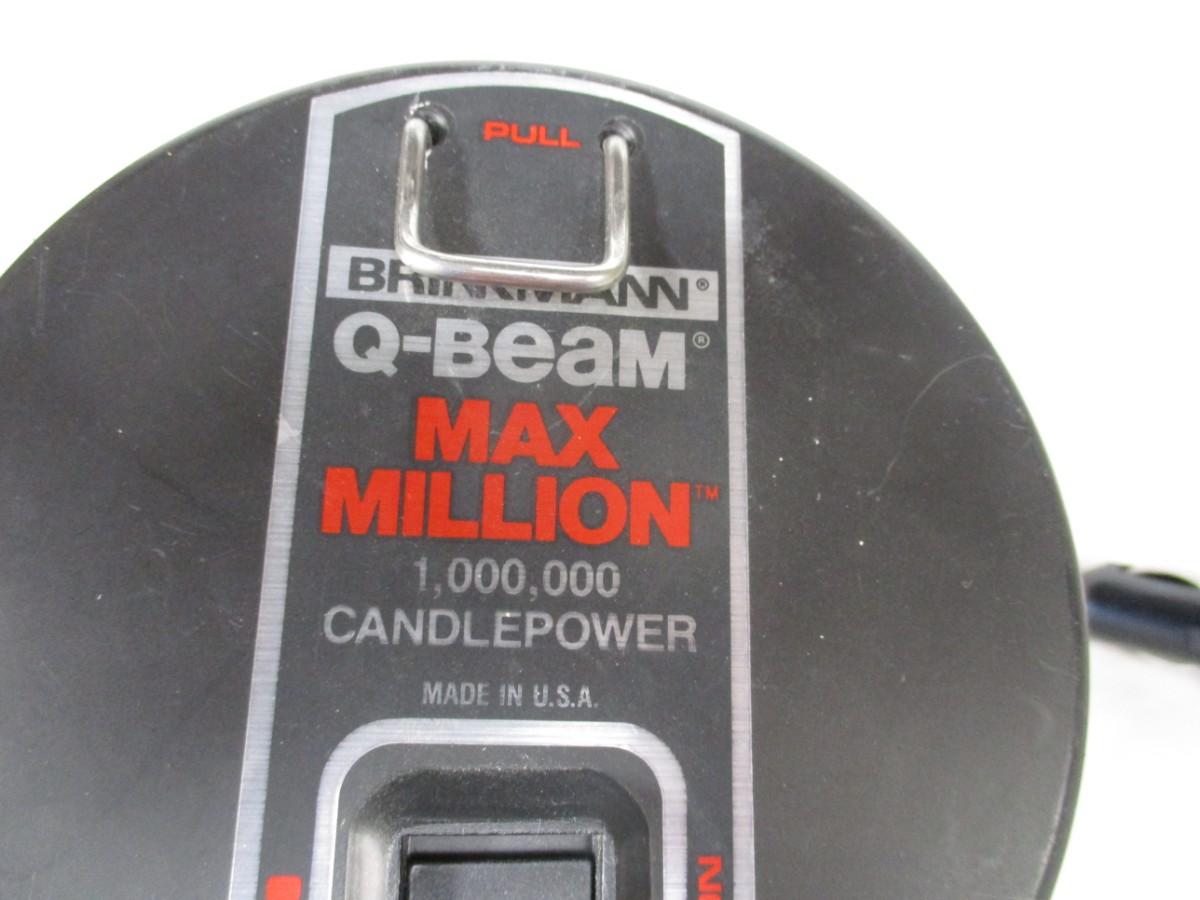 PULL
BRINKMANN®
Q-BEAM®
MAX
MILLION™
1,000,000
CANDLEPOWER
MADE IN U.S.A.